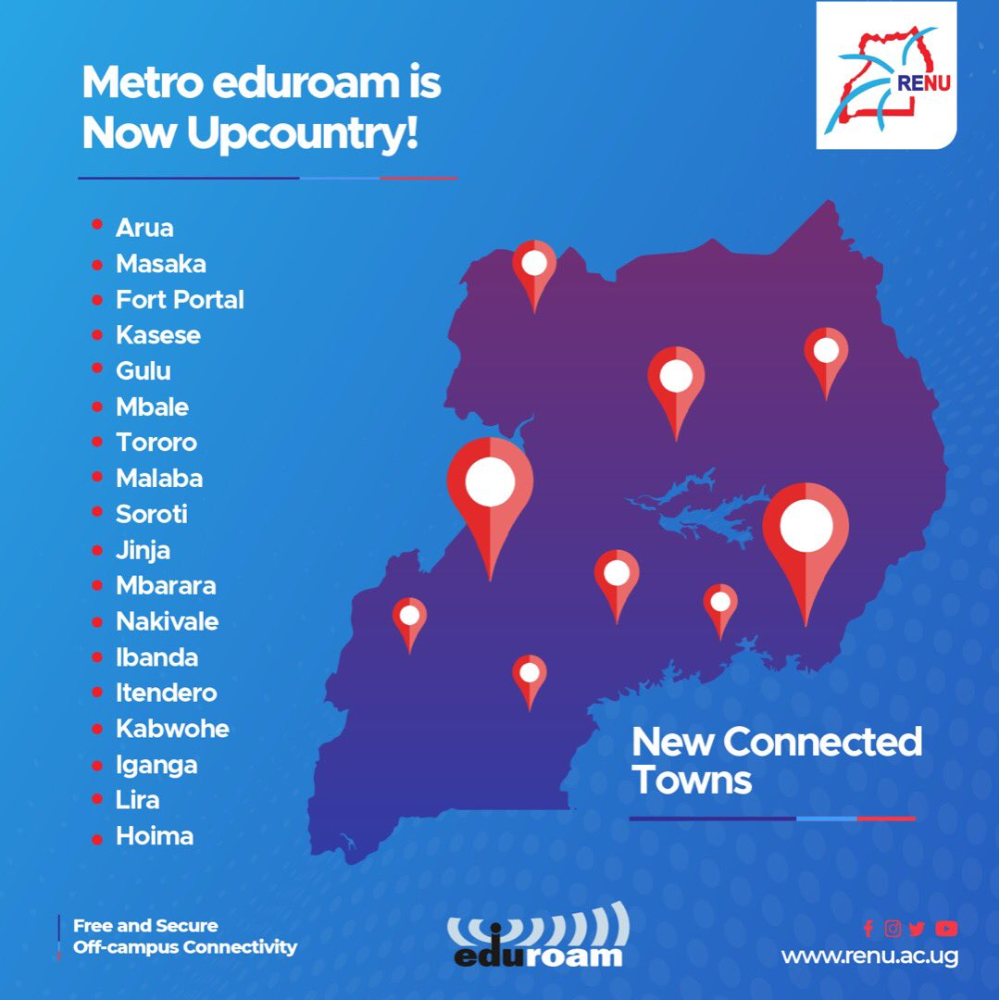 Metro eduroam is
Now Upcountry!
RENU
Arua
Masaka
Fort Portal
Kasese
Gulu
Mbale
Tororo
Malaba
Soroti
Jinja
Mbarara
Nakivale
Ibanda
Itendero
Kabwohe
Iganga
Lira
Hoima
New Connected
Towns
Free and Secure
Off-campus Connectivity
eduroam
www.renu.ac.ug